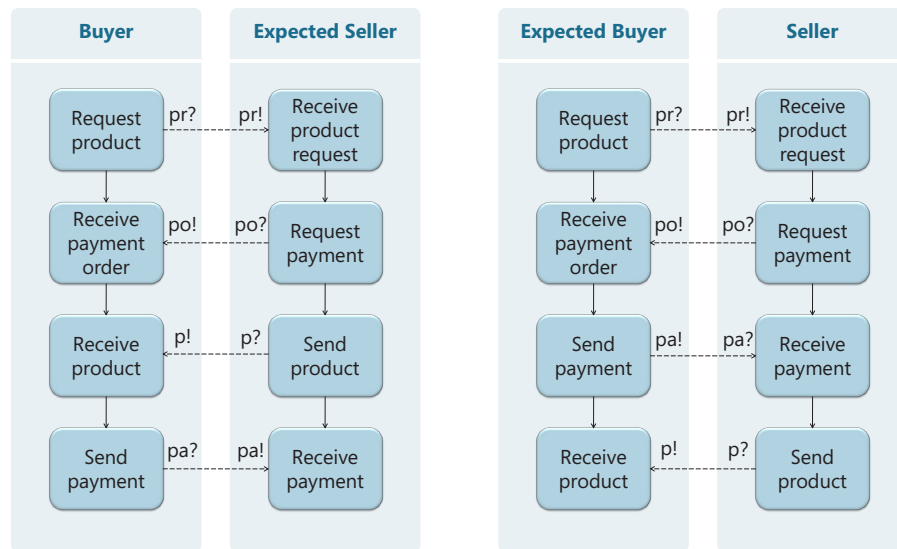 Buyer
Expected Seller
Request
product
pr?
pr!
Receive
product
request
Receive
payment
order
po!
po?
Request
payment
Receive
product
p!
p?
Send
product
Send
payment
pa?
pa!
Receive
payment
Expected Buyer
Seller
Request
product
pr?
pr!
Receive
product
request
Receive
payment
order
po!
po?
Request
payment
Send
payment
pa!
pa?
Receive
payment
Receive
product
p!
p?
Send
product